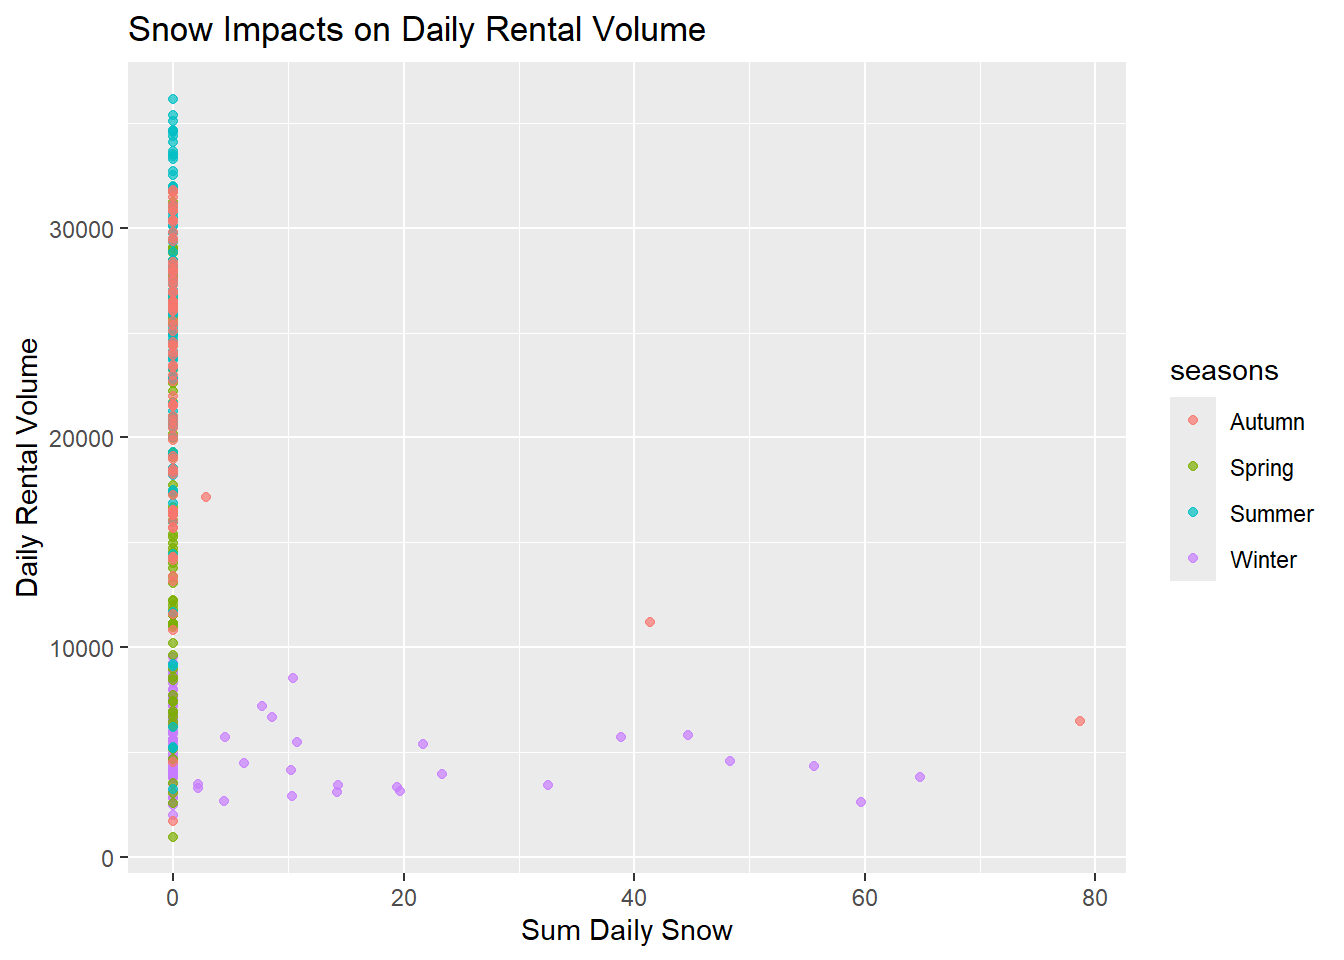 Snow Impacts on Daily Rental Volume
30000
20000
10000
0
Daily Rental Volume
0 20 40 60 80
Sum Daily Snow
seasons
Autumn
Spring
Summer
Winter